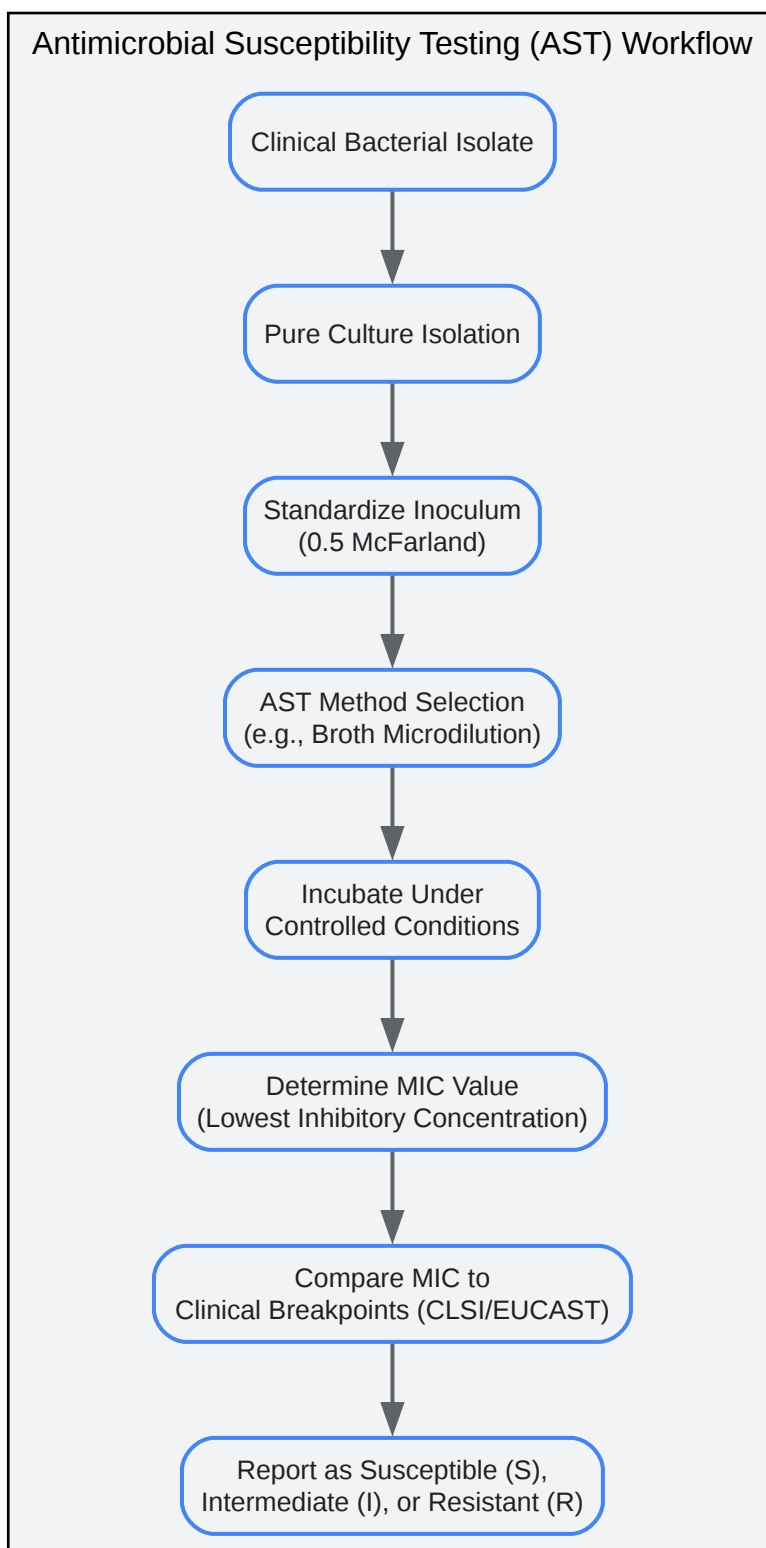 Antimicrobial Susceptibility Testing (AST) Workflow
Clinical Bacterial Isolate
Pure Culture Isolation
Standardize Inoculum
(0.5 McFarland)
AST Method Selection
(e.g., Broth Microdilution)
Incubate Under
Controlled Conditions
Determine MIC Value
(Lowest Inhibitory Concentration)
Compare MIC to
Clinical Breakpoints (CLSI/EUCAST)
Report as Susceptible (S),
Intermediate (I), or Resistant (R)